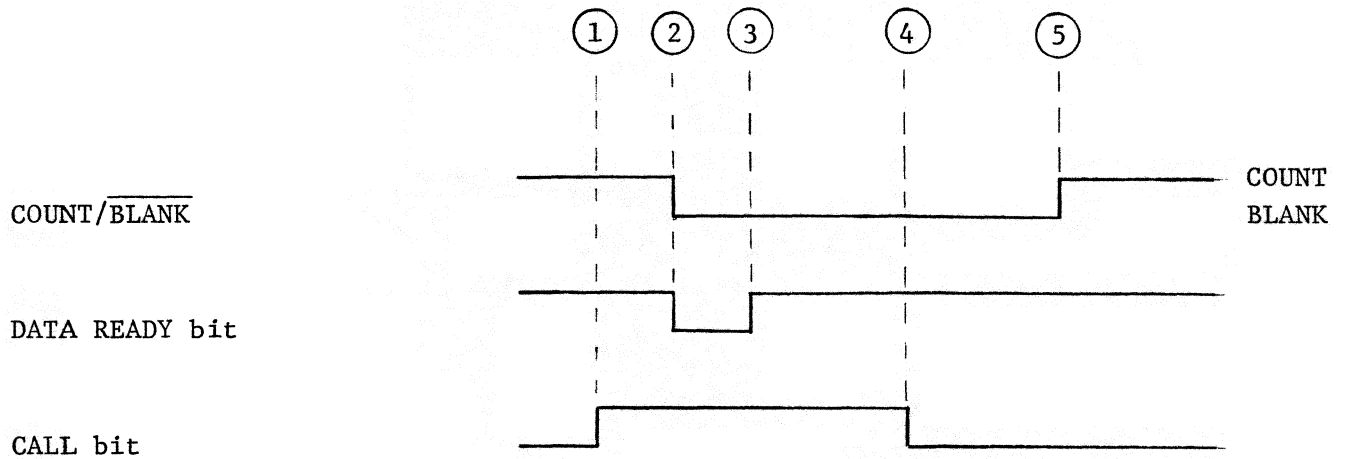 1 2 3 4 5
COUNT/BLANK
COUNT
BLANK
DATA READY bit
CALL bit